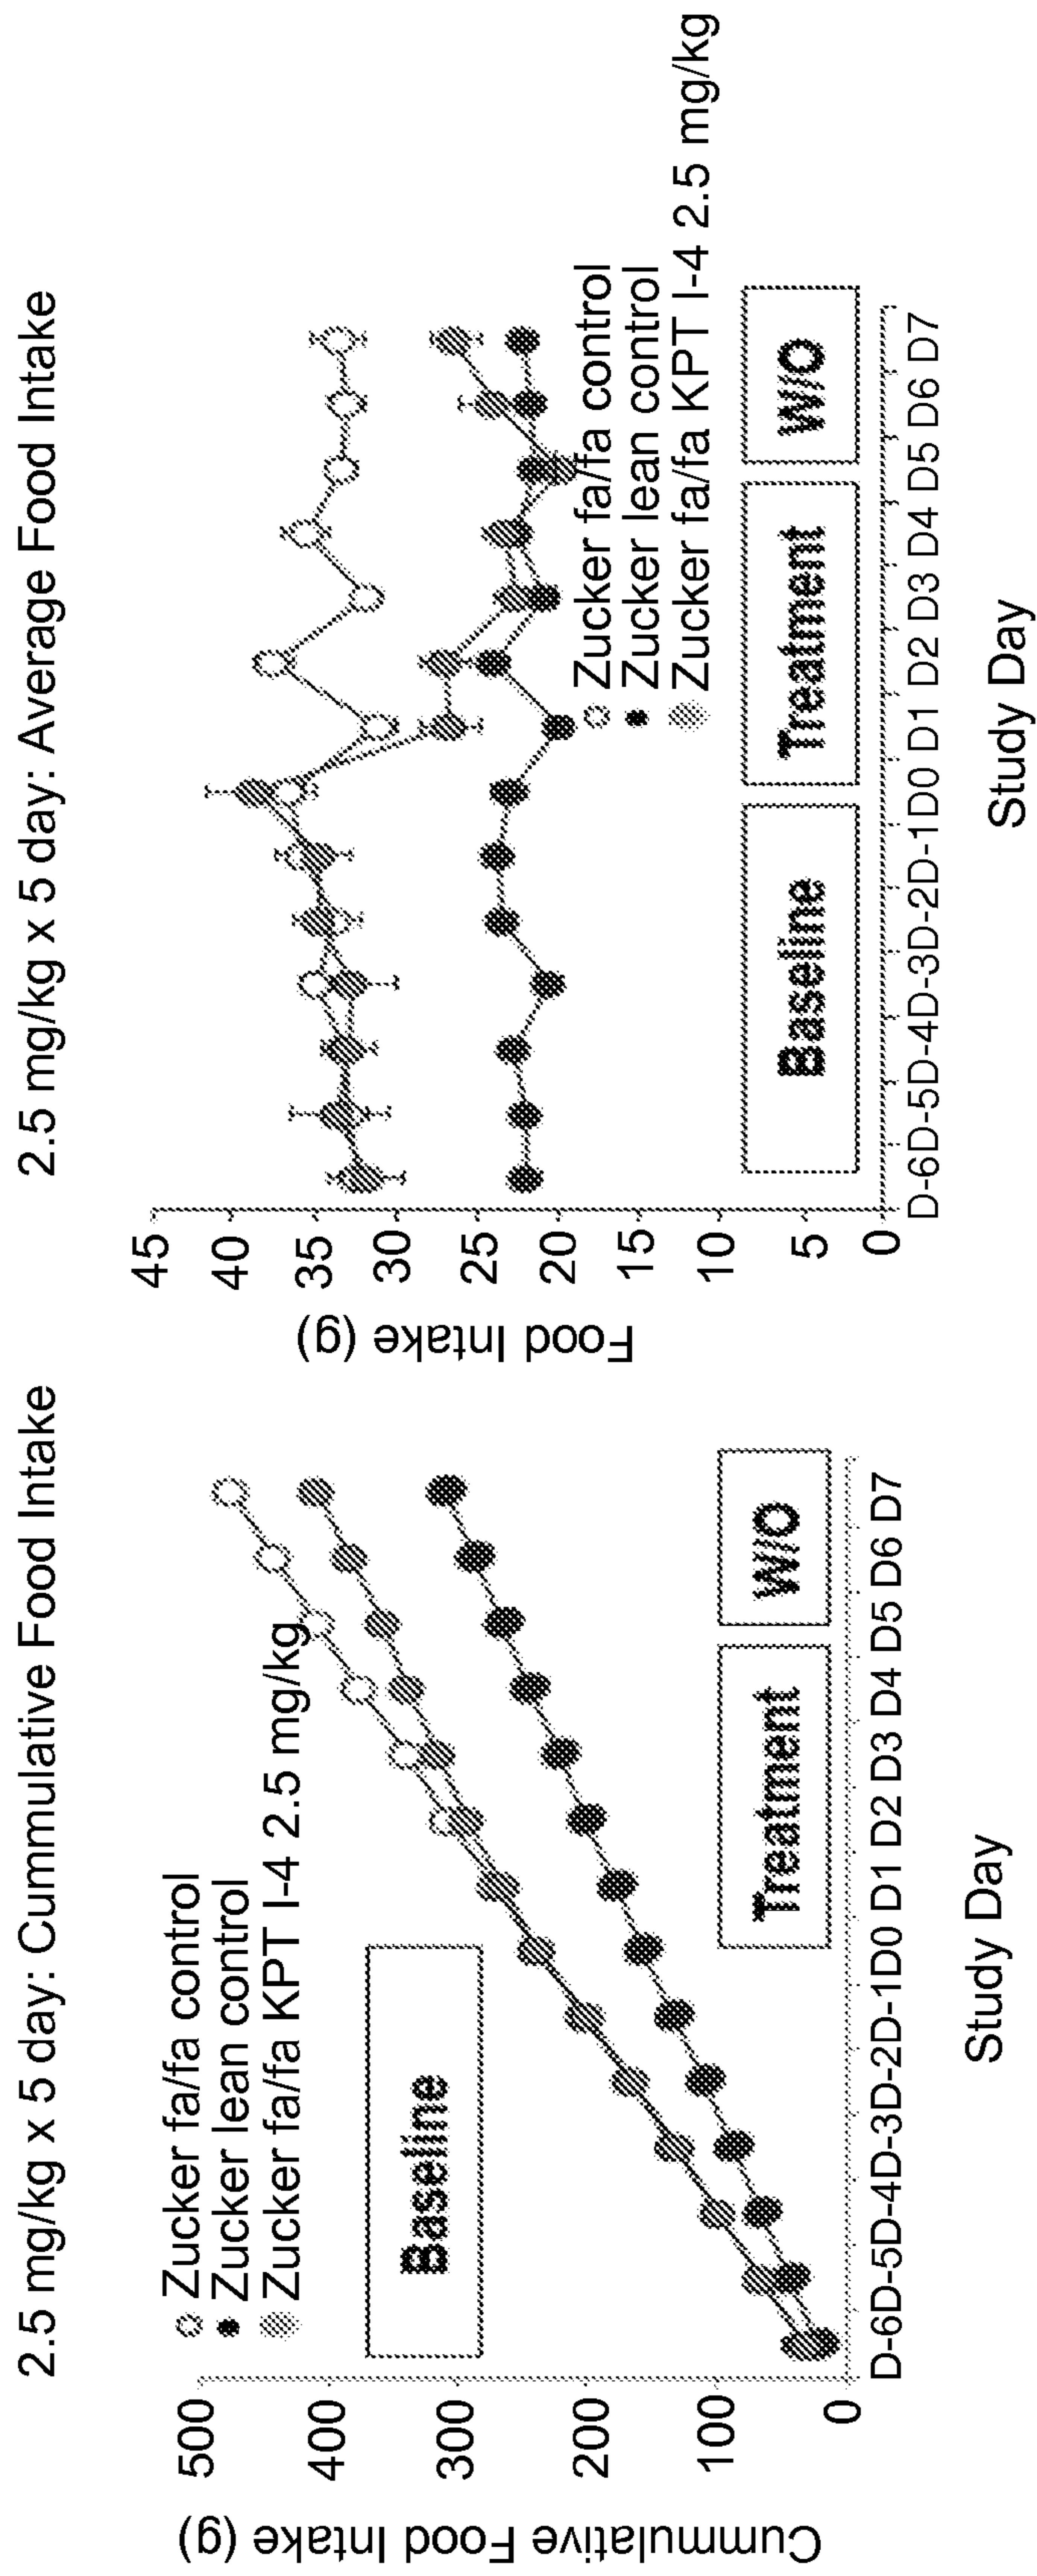 2.5 mg/kg x 5 day: Cummulative Food Intake
Cummulative Food Intake (g)
500
400
300
200
100
0
Zucker fa/fa control
Zucker lean control
Zucker fa/fa KPT I-4 2.5 mg/kg
Baseline
Treatment
W/O
D-6D-5D-4D-3D-2D-1D0 D1 D2 D3 D4 D5 D6 D7
Study Day
2.5 mg/kg x 5 day: Average Food Intake
Food Intake (g)
45
40
35
30
25
20
15
10
5
0
Zucker fa/fa control
Zucker lean control
Zucker fa/fa KPT I-4 2.5 mg/kg
Baseline
Treatment
W/O
D-6D-5D-4D-3D-2D-1D0 D1 D2 D3 D4 D5 D6 D7
Study Day